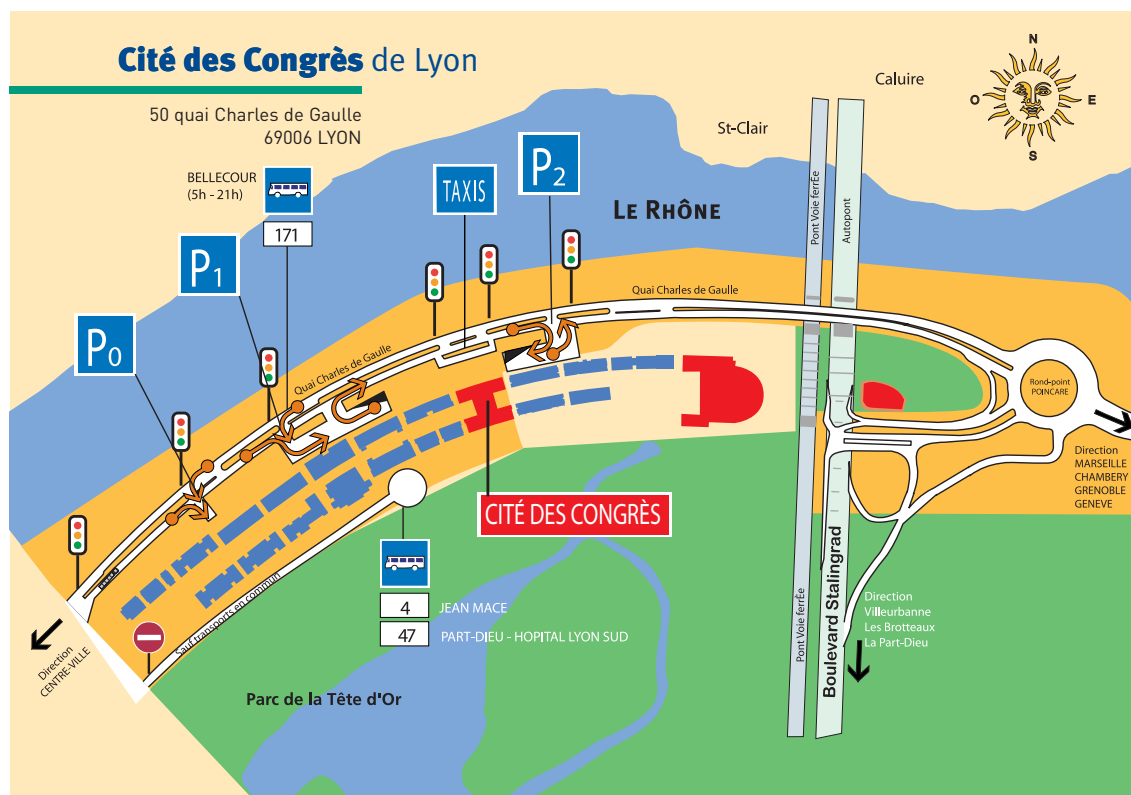 Cité des Congrès de Lyon
50 quai Charles de Gaulle
69006 LYON
N
O
E
S
Caluire
St-Clair
BELLECOUR
(5h - 21h)
171
TAXIS
P2
P1
P0
LE RHÔNE
Pont Voie ferrÉe
Autopont
Quai Charles de Gaulle
Quai Charles de Gaulle
Rond-point
POINCARE
Direction
MARSEILLE
CHAMBERY
GRENOBLE
GENEVE
CITÉ DES CONGRÈS
4 JEAN MACE
47 PART-DIEU - HOPITAL LYON SUD
Sauf transports en commun
Direction
CENTRE-VILLE
Parc de la Tête d'Or
Pont Voie ferrÉe
Boulevard Stalingrad
Direction
Villeurbanne
Les Brotteaux
La Part-Dieu